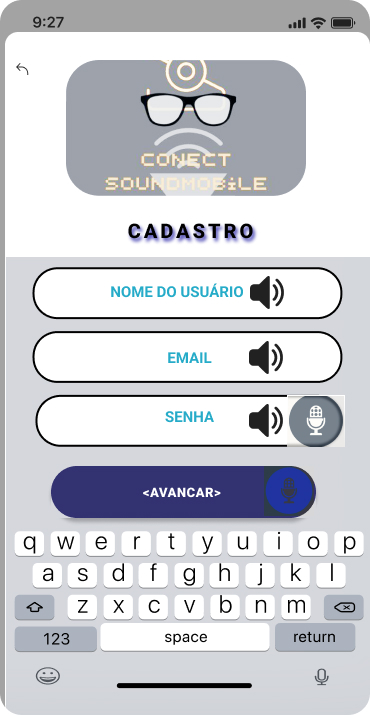 9:27
CONECT
SOUNDMOBiLE
CADASTRO
NOME DO USUÁRIO
EMAIL
SENHA
<AVANCAR>
q w e r t y u i o p
a s d f g h j k l
z x c v b n m
123 space return